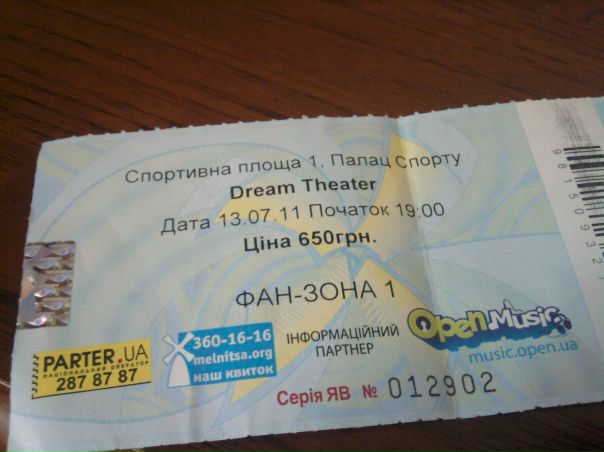 Спортивна площа 1, Палац Спорту
Dream Theater
Дата 13.07.11 Початок 19:00
Ціна 650грн.
ФАН-ЗОНА 1
PARTER.UA
НАЦІОНАЛЬНИЙ ОПЕРАТОР
287 87 87
360-16-16
melnitsa.org
наш квиток
ІНФОРМАЦІЙНИЙ
ПАРТНЕР
Open Music
music.open.ua
Серія ЯВ № 012902